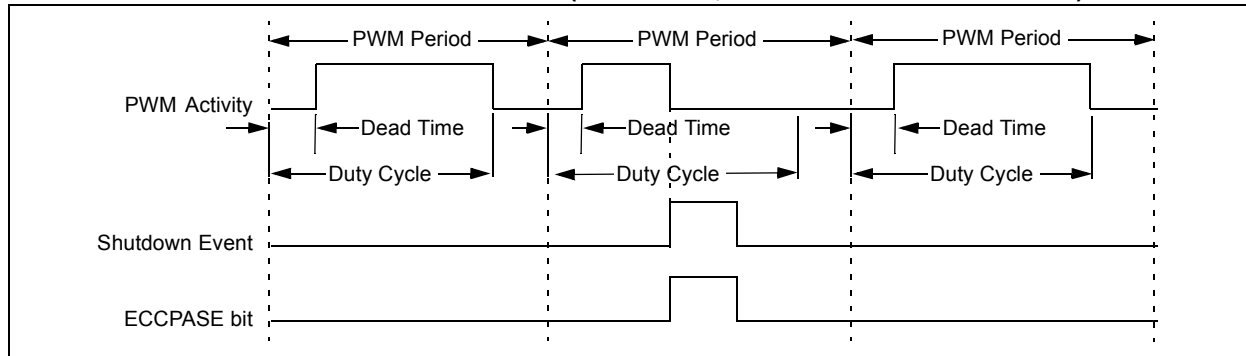 PWM Period PWM Period PWM Period
PWM Activity
Dead Time Dead Time Dead Time
Duty Cycle Duty Cycle Duty Cycle
Shutdown Event
ECCPASE bit